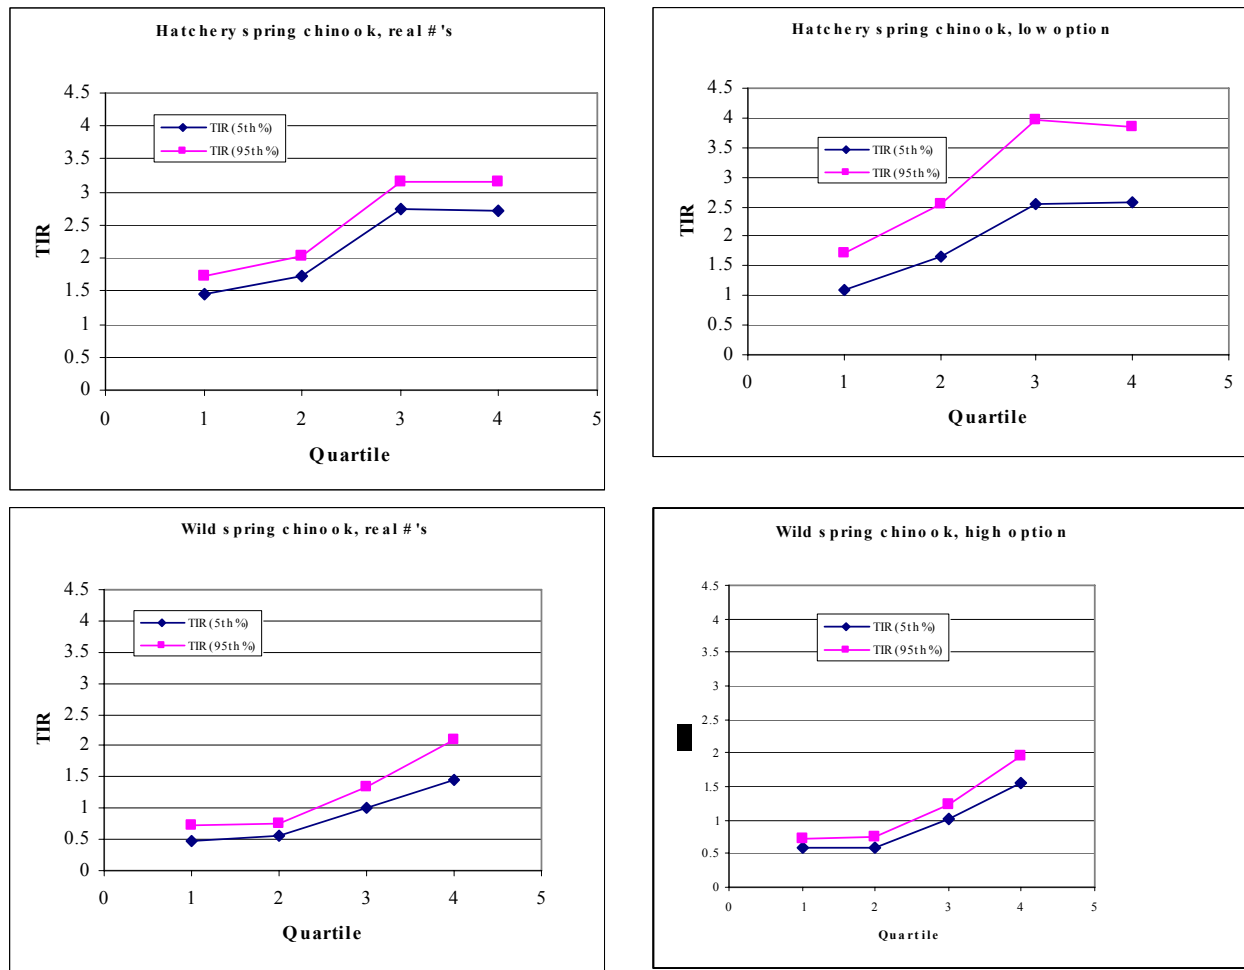 Hatchery spring chinook, real #'s
4.5
4
3.5
3
2.5
2
1.5
1
0.5
0
TIR
TIR (5th%)
TIR (95th%)
0 1 2 3 4 5
Quartile
Hatchery spring chinook, low option
4.5
4
3.5
3
2.5
2
1.5
1
0.5
0
TIR
TIR (5th%)
TIR (95th%)
0 1 2 3 4 5
Quartile
Wild spring chinook, real #'s
4.5
4
3.5
3
2.5
2
1.5
1
0.5
0
TIR
TIR (5th%)
TIR (95th%)
0 1 2 3 4 5
Quartile
Wild spring chinook, high option
4.5
4
3.5
3
2.5
2
1.5
1
0.5
0
TIR (5th%)
TIR (95th%)
0 1 2 3 4 5
Quartile